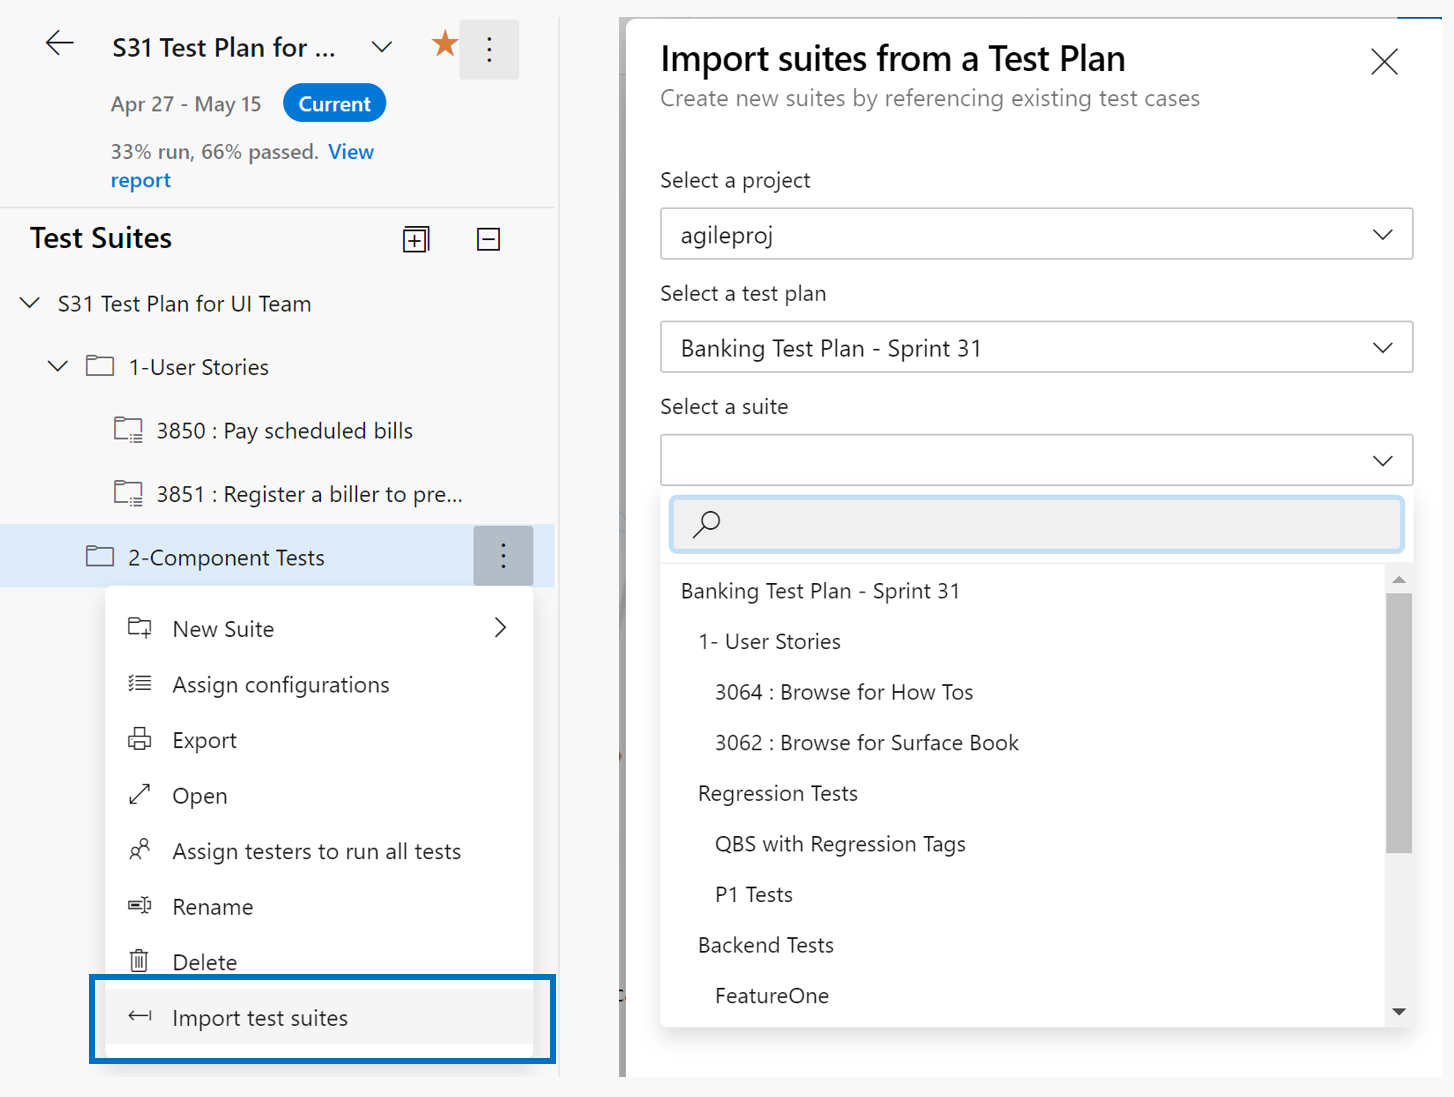 S31 Test Plan for ...
Apr 27 - May 15 Current
33% run, 66% passed. View
report
Test Suites
S31 Test Plan for UI Team
1-User Stories
3850 : Pay scheduled bills
3851 : Register a biller to pre...
2-Component Tests
New Suite
Assign configurations
Export
Open
Assign testers to run all tests
Rename
Delete
Import test suites
Import suites from a Test Plan
Create new suites by referencing existing test cases
Select a project
agileproj
Select a test plan
Banking Test Plan - Sprint 31
Select a suite
Banking Test Plan - Sprint 31
1- User Stories
3064 : Browse for How Tos
3062 : Browse for Surface Book
Regression Tests
QBS with Regression Tags
P1 Tests
Backend Tests
FeatureOne